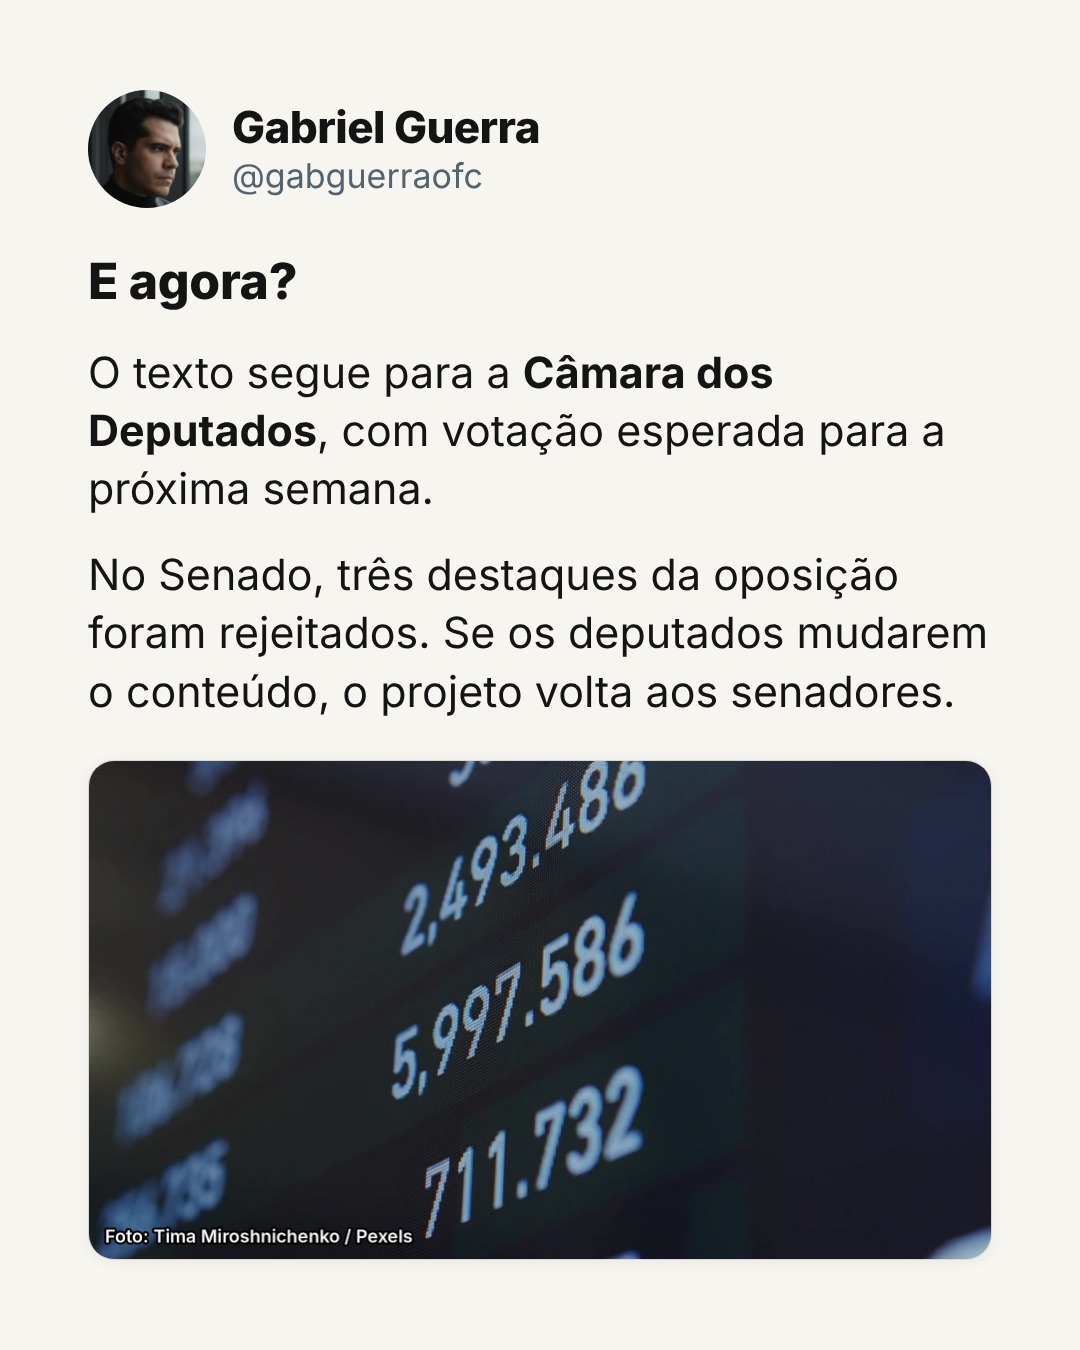 Gabriel Guerra
@gabguerraofc
E agora?
O texto segue para a Câmara dos
Deputados, com votação esperada para a
próxima semana.
No Senado, três destaques da oposição
foram rejeitados. Se os deputados mudarem
o conteúdo, o projeto volta aos senadores.
2,493.486
5,997.586
711.732
Foto: Tima Miroshnichenko / Pexels